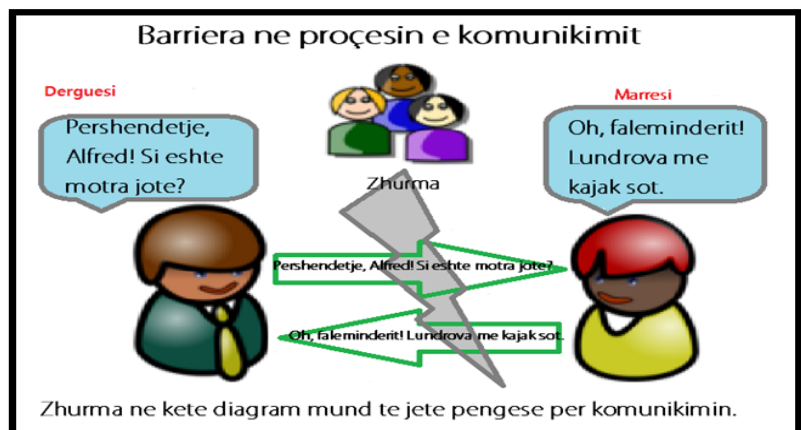 Barriera ne proçesin e komunikimit
Derguesi
Marresi
Pershendetje,
Alfred! Si eshte
motra jote?
Oh, faleminderit!
Lundrova me
kajak sot.
Zhurma
Pershendetje, Alfred! Si eshte motra jote?
Oh, faleminderit! Lundrova me kajak sot.
Zhurma ne kete diagram mund te jete pengese per komunikimin.